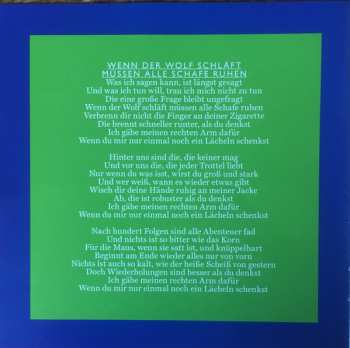 WENN DER WOLF SCHLÄFT
MÜSSEN ALLE SCHAFE RUHEN
Was ich sagen kann, ist längst gesagt
Und was ich tun will, trau ich mich nicht zu tun
Die eine große Frage bleibt ungefragt
Wenn der Wolf schläft müssen alle Schafe ruhen
Verbrenn dir nicht die Finger an deiner Zigarette
Die brennt schneller runter, als du denkst
Ich gäbe meinen rechten Arm dafür
Wenn du mir nur einmal noch ein Lächeln schenkst
Hinter uns sind die, die keiner mag
Und vor uns die, die jeder Trottel liebt
Nur wenn du was isst, wirst du groß und stark
Und wer weiß, wann es wieder etwas gibt
Wisch dir deine Hände ruhig an meiner Jacke
Ab, die ist robuster als du denkst
Ich gäbe meinen rechten Arm dafür
Wenn du mir nur einmal noch ein Lächeln schenkst
Nach hundert Folgen sind alle Abenteuer fad
Und nichts ist so bitter wie das Korn
Für die Maus, wenn sie satt ist, und knüppelhart
Beginnt am Ende wieder alles nur von vorn
Nichts ist auch so kalt, wie der heiße Scheiß von gestern
Doch Wiederholungen sind besser als du denkst
Ich gäbe meinen rechten Arm dafür
Wenn du mir nur einmal noch ein Lächeln schenkst